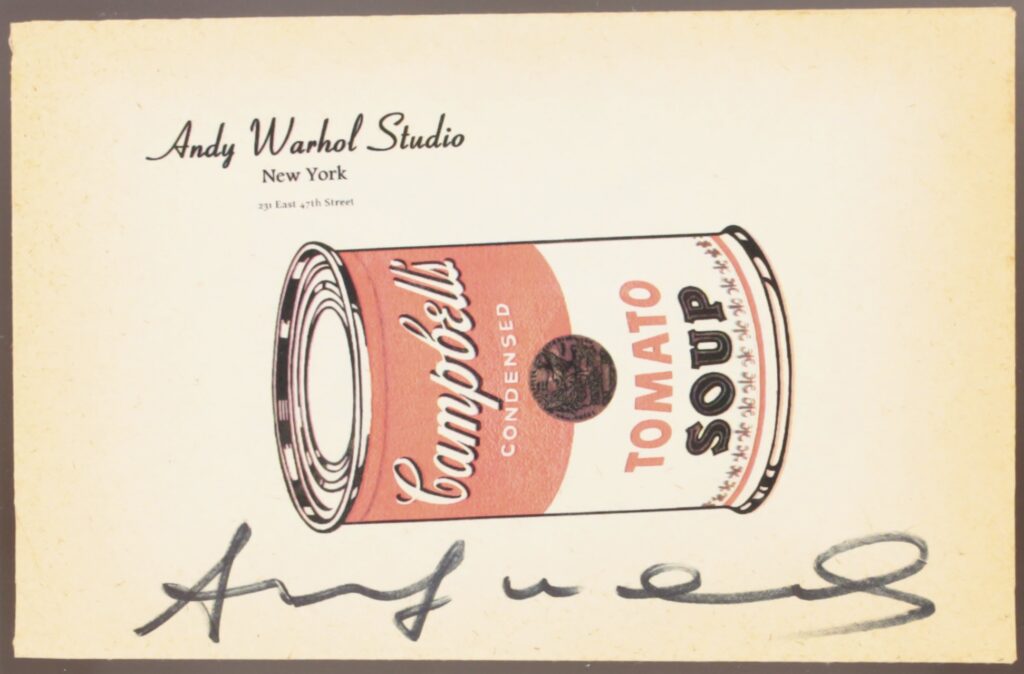 Andy Warhol Studio
New York
231 East 47th Street
Campbell's
CONDENSED
TOMATO
SOUP